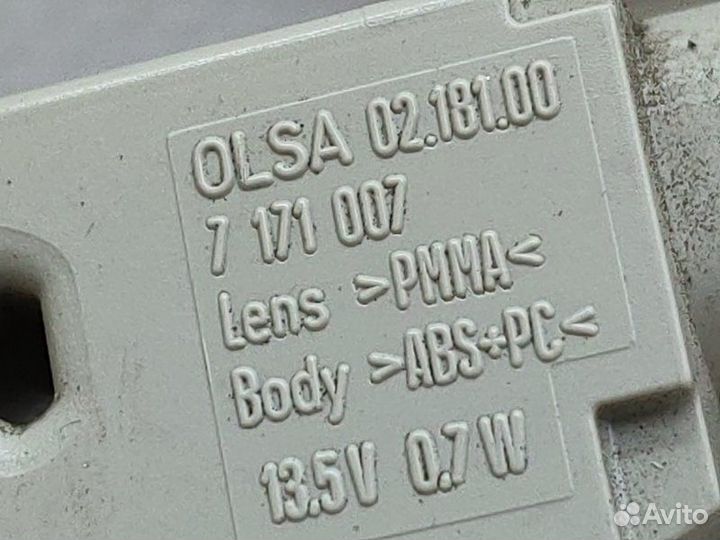 OLSA 02.181.00
7 171 007
Lens >PMMA<
Body >ABS+PC<
13.5V 0.7W
Avito